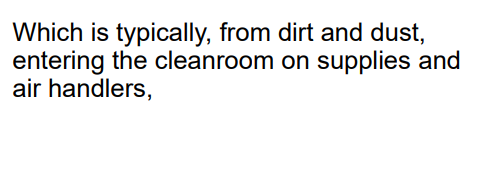 Which is typically, from dirt and dust,
entering the cleanroom on supplies and
air handlers,